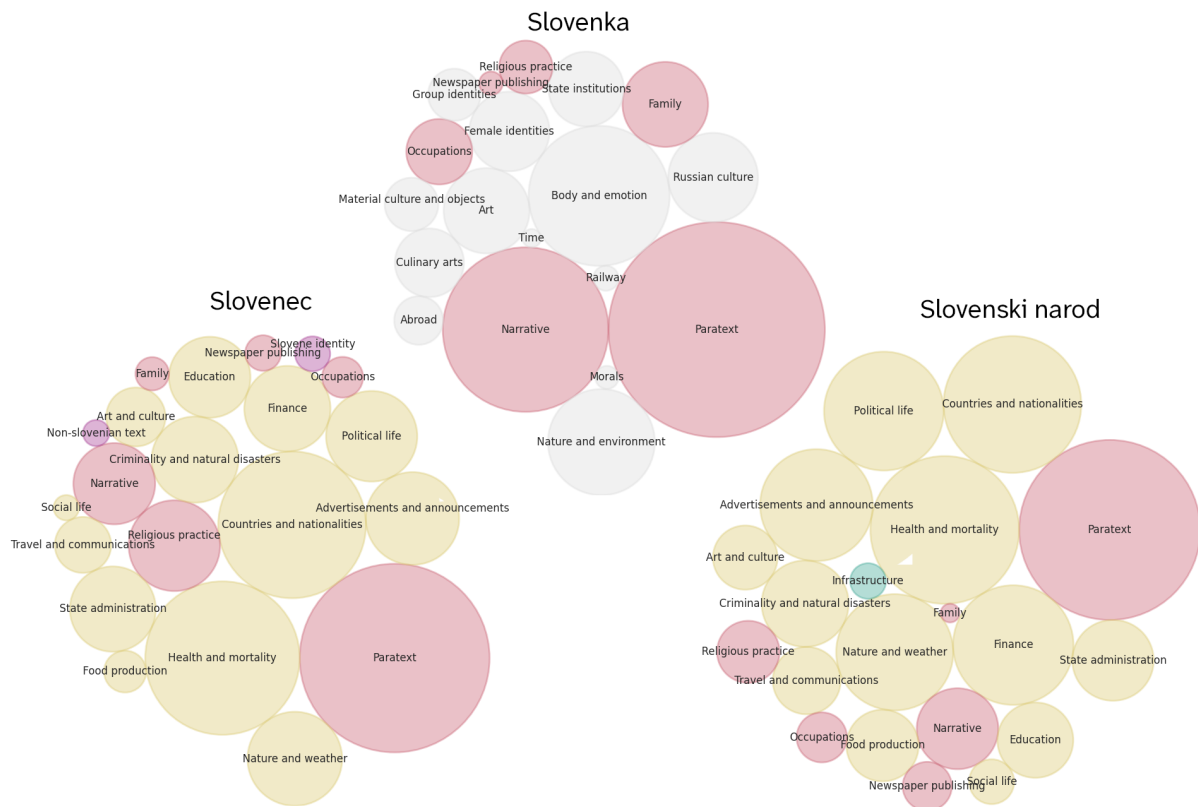 Slovenka
Religious practice
Newspaper publishing
State institutions
Group identities
Family
Female identities
Occupations
Russian culture
Body and emotion
Material culture and objects
Art
Time
Culinary arts
Railway
Abroad
Narrative
Paratext
Morals
Nature and environment
Slovenec
Slovene identity
Newspaper publishing
Family
Education
Occupations
Finance
Art and culture
Non-slovenian text
Political life
Criminality and natural disasters
Narrative
Social life
Advertisements and announcements
Countries and nationalities
Religious practice
Travel and communications
State administration
Health and mortality
Paratext
Food production
Nature and weather
Slovenski narod
Countries and nationalities
Political life
Advertisements and announcements
Health and mortality
Paratext
Art and culture
Infrastructure
Criminality and natural disasters
Family
Finance
Religious practice
Nature and weather
State administration
Travel and communications
Narrative
Occupations
Education
Food production
Social life
Newspaper publishing